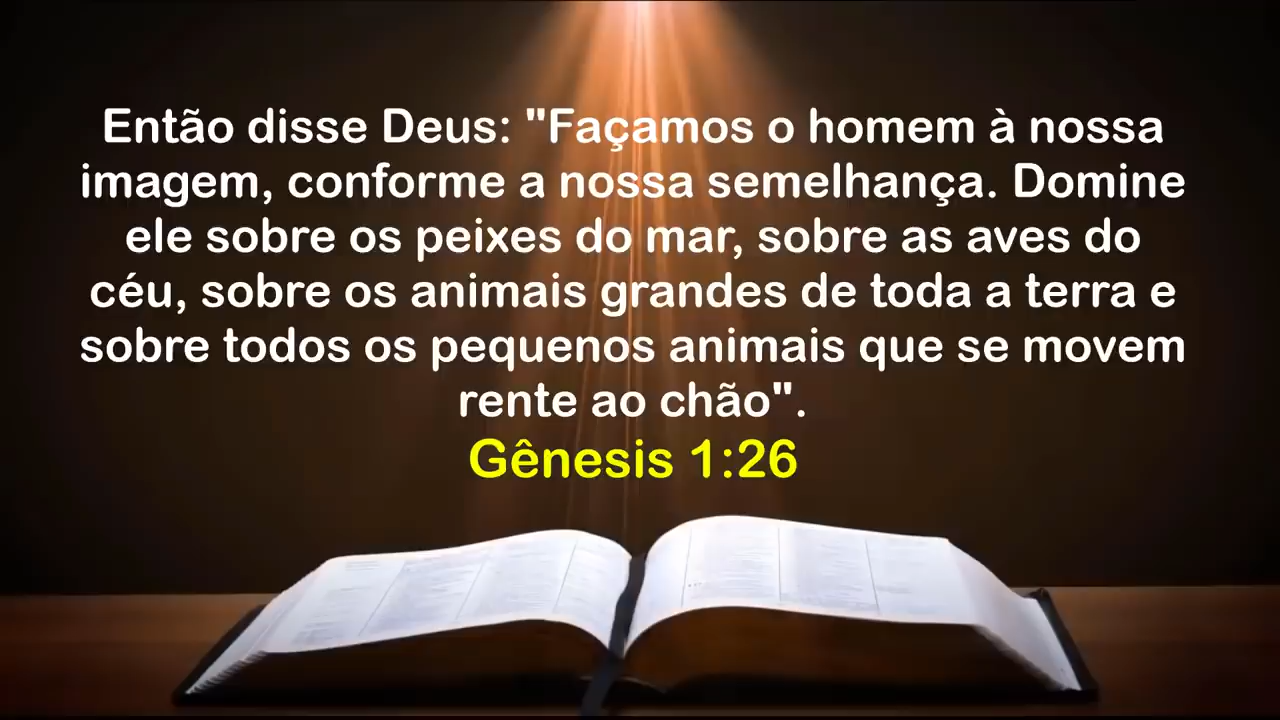 Então disse Deus: "Façamos o homem à nossa
imagem, conforme a nossa semelhança. Domine
ele sobre os peixes do mar, sobre as aves do
céu, sobre os animais grandes de toda a terra e
sobre todos os pequenos animais que se movem
rente ao chão".
Gênesis 1:26